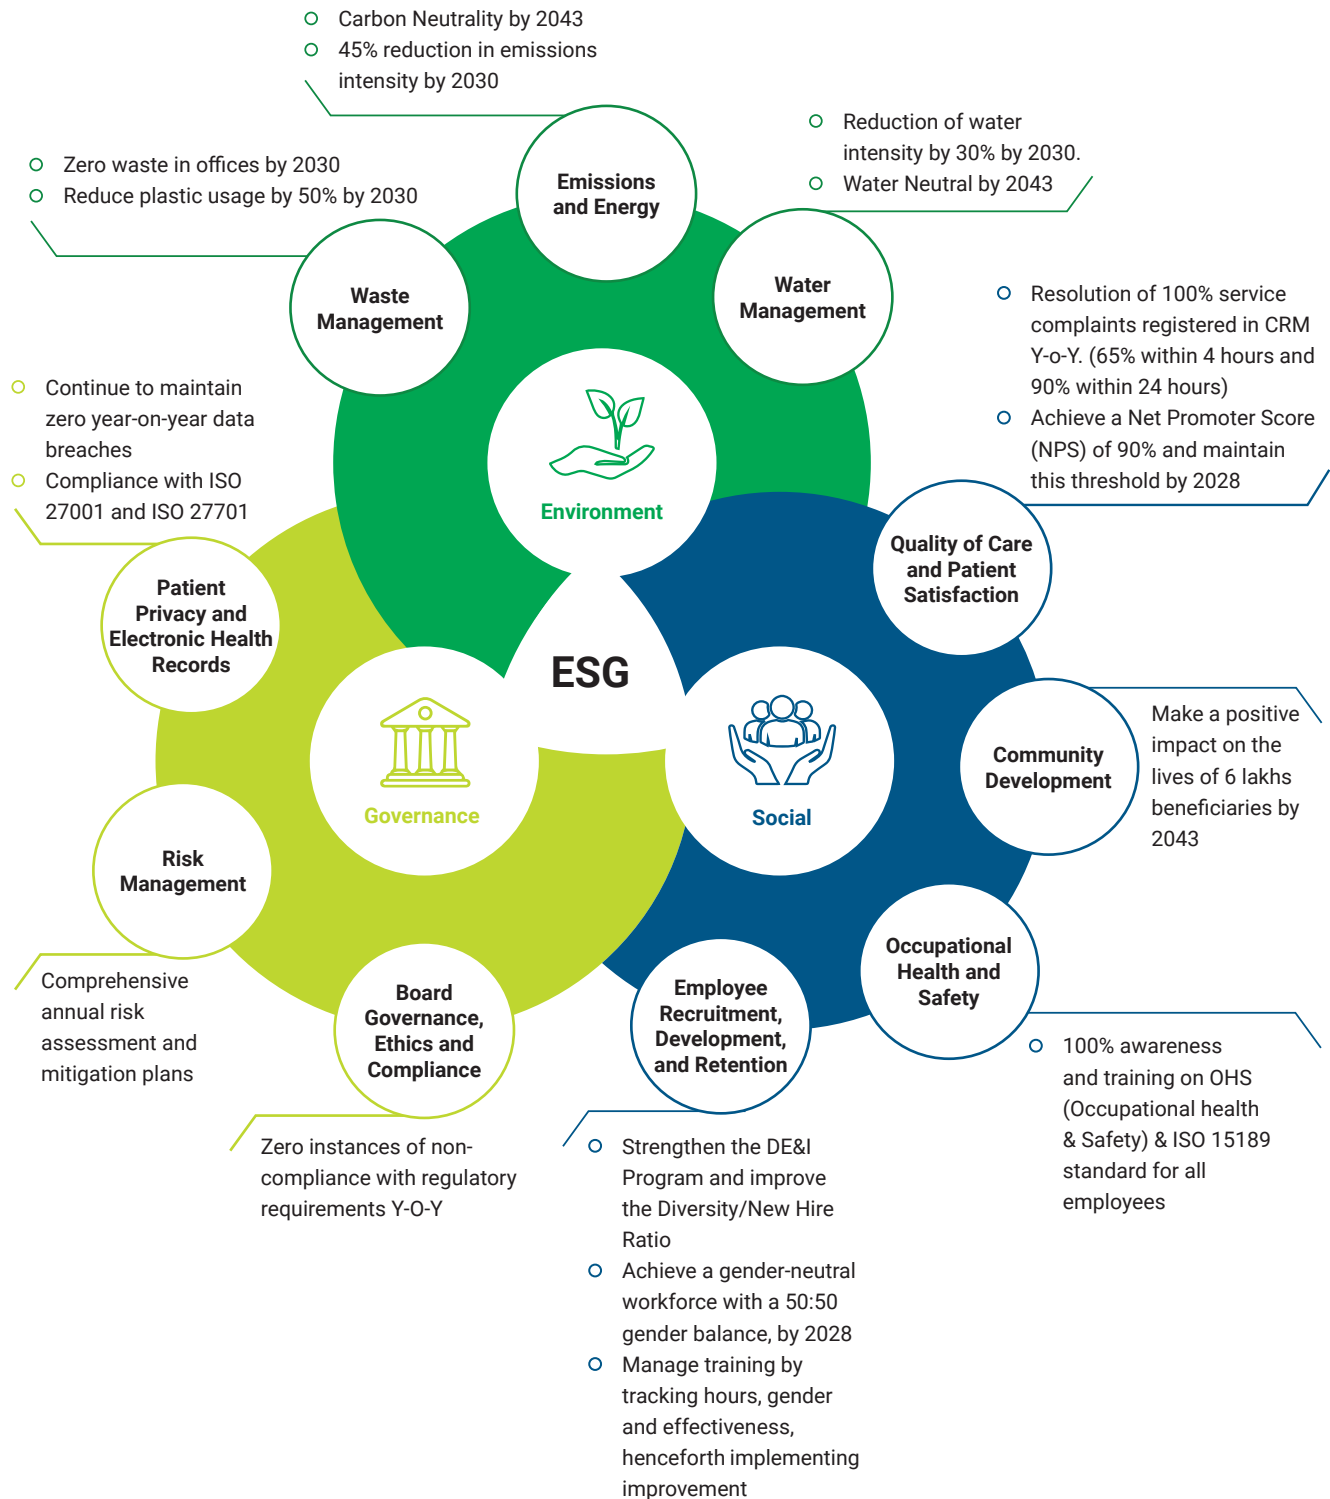 Carbon Neutrality by 2043
45% reduction in emissions
intensity by 2030
Emissions
and Energy
Reduction of water
intensity by 30% by 2030.
Water Neutral by 2043
Water
Management
Zero waste in offices by 2030
Reduce plastic usage by 50% by 2030
Waste
Management
Environment
Resolution of 100% service
complaints registered in CRM
Y-o-Y. (65% within 4 hours and
90% within 24 hours)
Achieve a Net Promoter Score
(NPS) of 90% and maintain
this threshold by 2028
Quality of Care
and Patient
Satisfaction
Continue to maintain
zero year-on-year data
breaches
Compliance with ISO
27001 and ISO 27701
Patient
Privacy and
Electronic Health
Records
ESG
Governance
Social
Community
Development
Make a positive
impact on the
lives of 6 lakhs
beneficiaries by
2043
Risk
Management
Comprehensive
annual risk
assessment and
mitigation plans
Board
Governance,
Ethics and
Compliance
Zero instances of non-
compliance with regulatory
requirements Y-O-Y
Employee
Recruitment,
Development,
and Retention
Strengthen the DE&I
Program and improve
the Diversity/New Hire
Ratio
Achieve a gender-neutral
workforce with a 50:50
gender balance, by 2028
Manage training by
tracking hours, gender
and effectiveness,
henceforth implementing
improvement
Occupational
Health and
Safety
100% awareness
and training on OHS
(Occupational health
& Safety) & ISO 15189
standard for all
employees